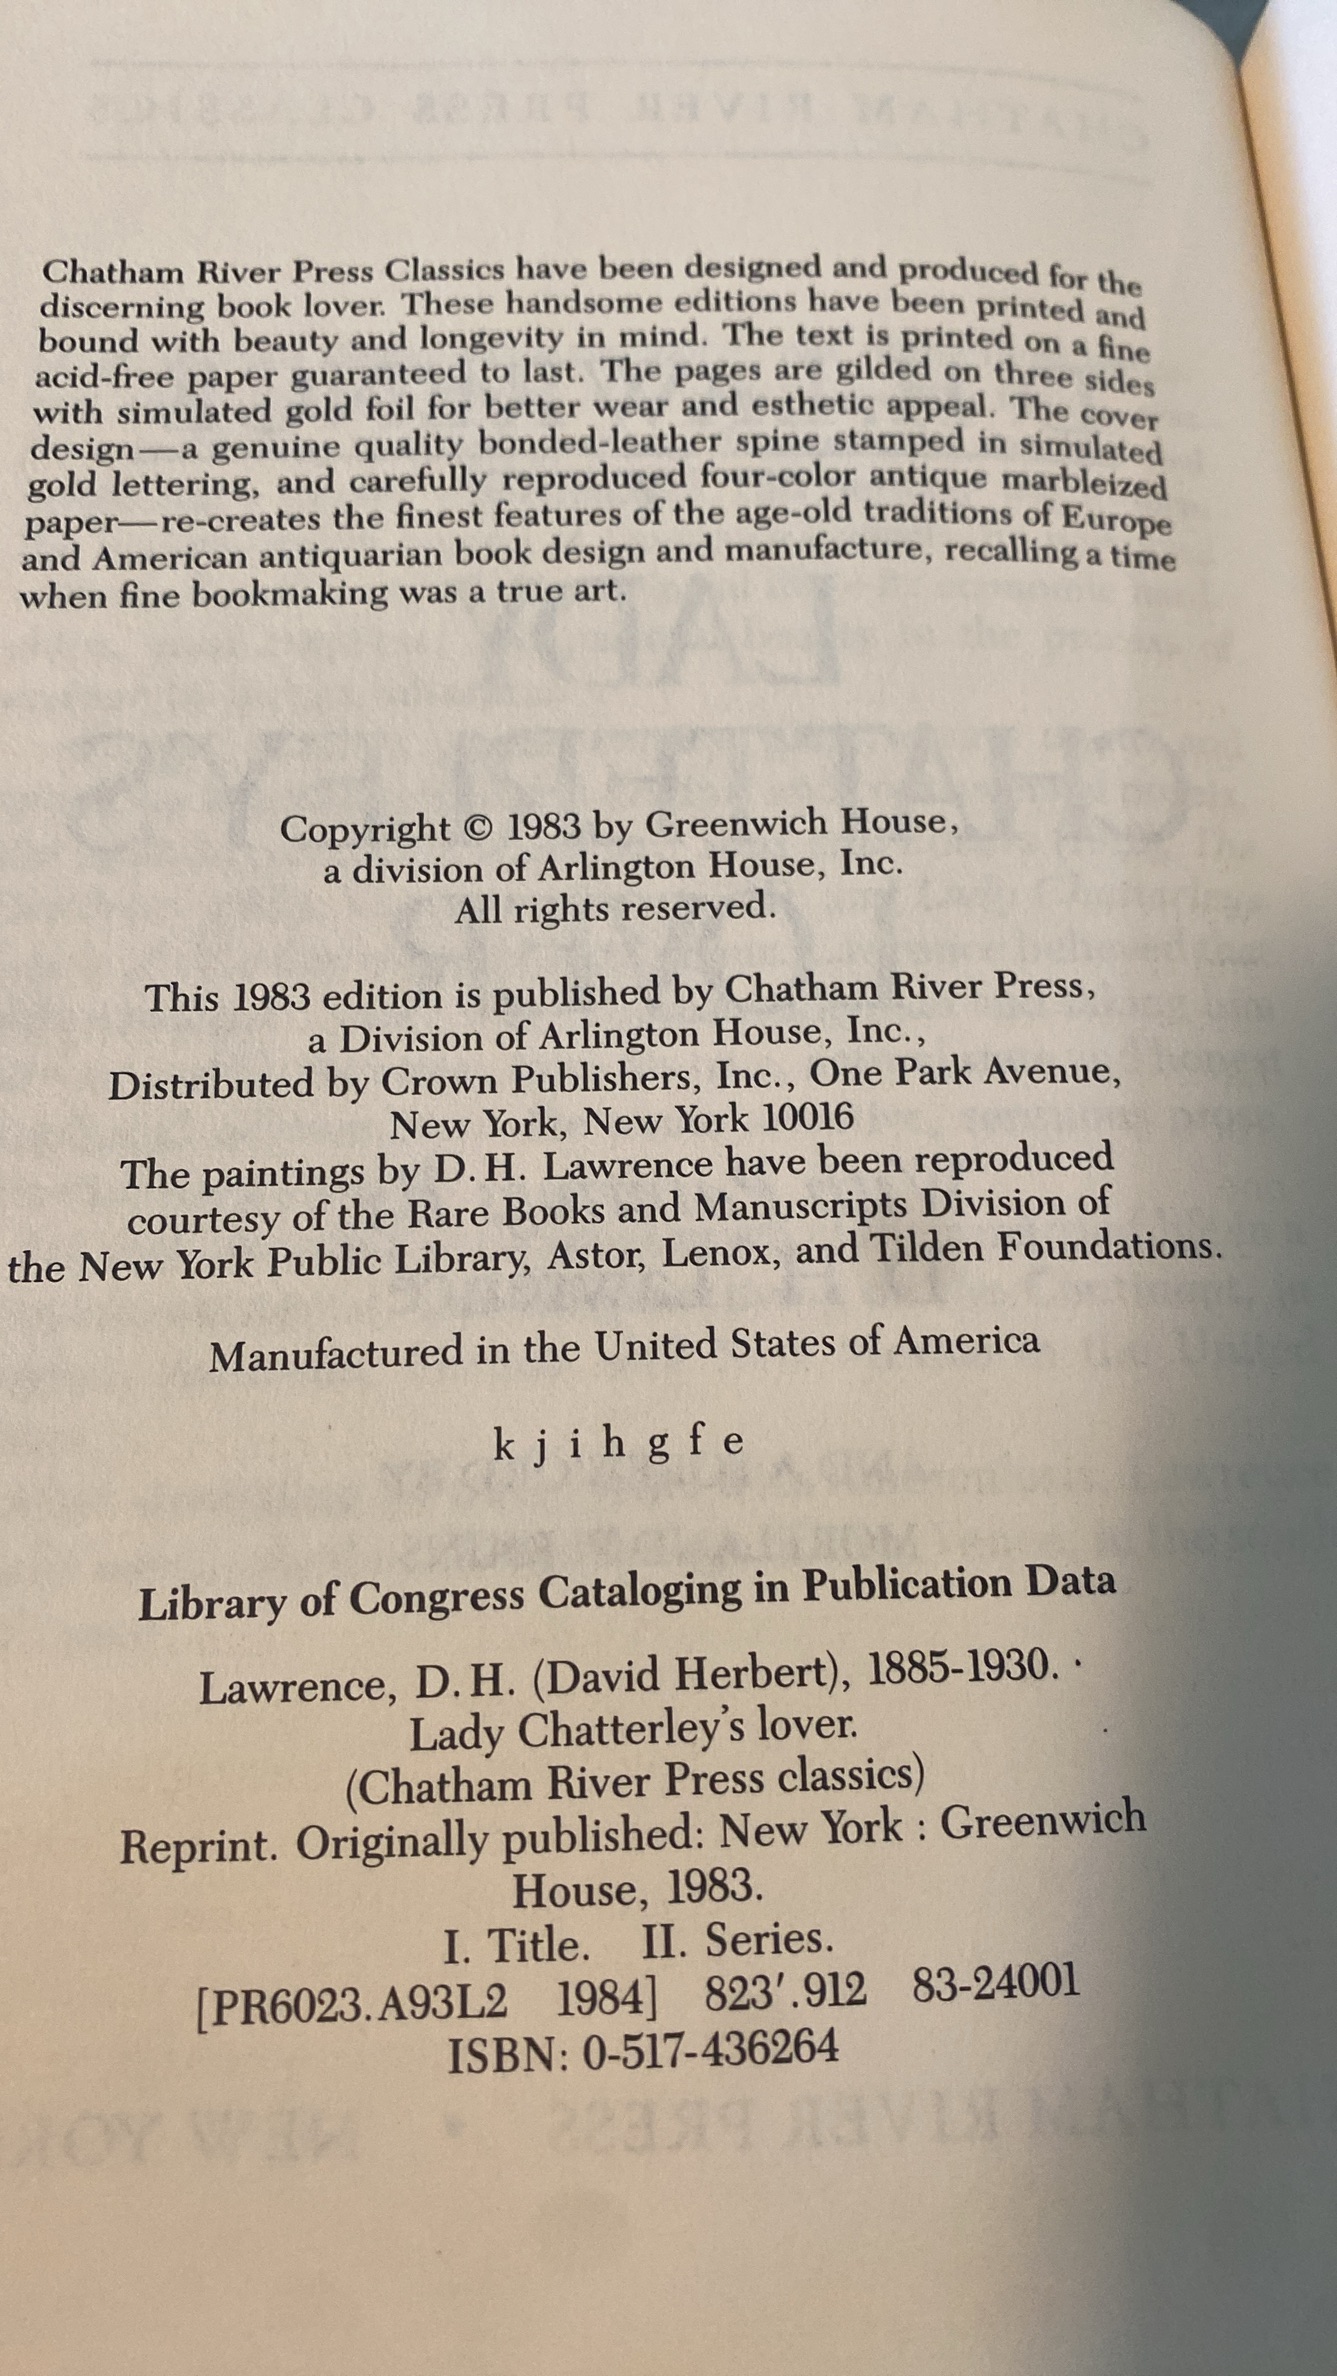 Chatham River Press Classics have been designed and produced for the
discerning book lover. These handsome editions have been printed and
bound with beauty and longevity in mind. The text is printed on a fine
acid-free paper guaranteed to last. The pages are gilded on three sides
with simulated gold foil for better wear and esthetic appeal. The cover
design—a genuine quality bonded-leather spine stamped in simulated
gold lettering, and carefully reproduced four-color antique marbleized
paper—re-creates the finest features of the age-old traditions of Europe
and American antiquarian book design and manufacture, recalling a time
when fine bookmaking was a true art.
Copyright © 1983 by Greenwich House,
a division of Arlington House, Inc.
All rights reserved.
This 1983 edition is published by Chatham River Press,
a Division of Arlington House, Inc.,
Distributed by Crown Publishers, Inc., One Park Avenue,
New York, New York 10016
The paintings by D. H. Lawrence have been reproduced
courtesy of the Rare Books and Manuscripts Division of
the New York Public Library, Astor, Lenox, and Tilden Foundations.
Manufactured in the United States of America
k j i h g f e
Library of Congress Cataloging in Publication Data
Lawrence, D. H. (David Herbert), 1885-1930.
Lady Chatterley's lover.
(Chatham River Press classics)
Reprint. Originally published: New York : Greenwich
House, 1983.
I. Title. II. Series.
[PR6023.A93L2 1984] 823'.912 83-24001
ISBN: 0-517-436264